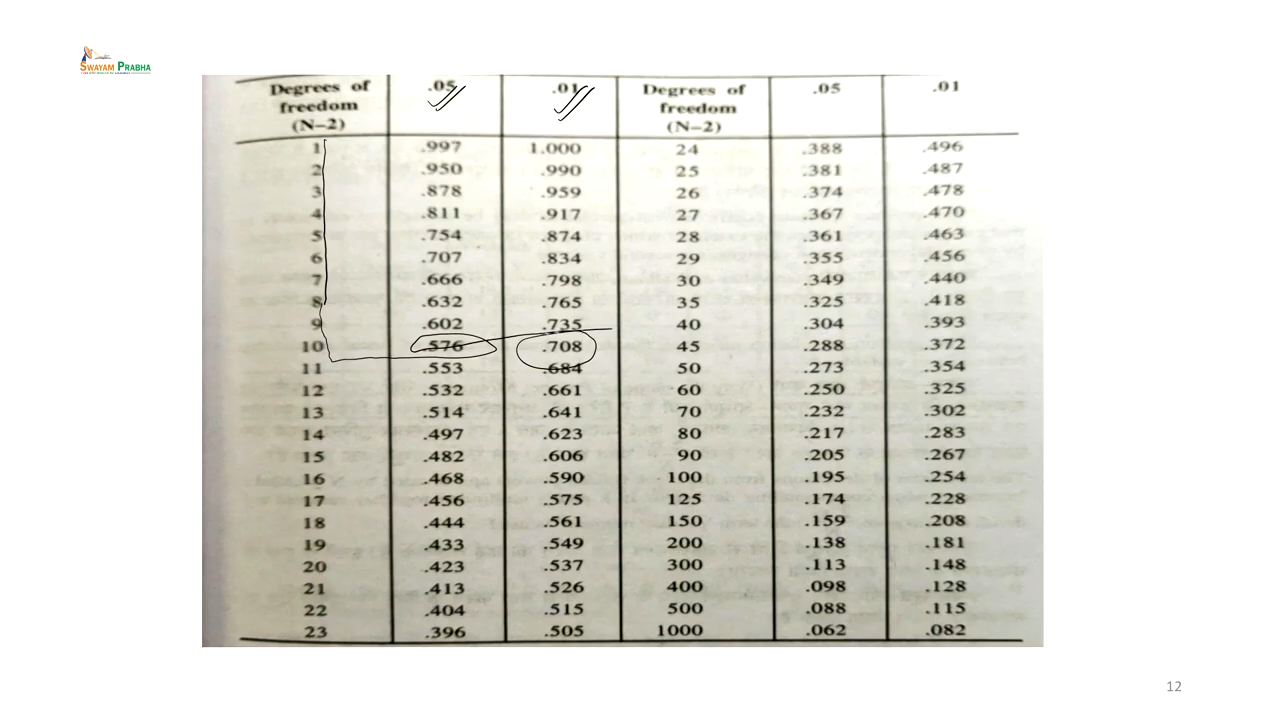 SWAYAM PRABHA
Degrees of freedom (N–2) .05 .01 Degrees of freedom (N–2) .05 .01
1 .997 1.000 24 .388 .496
2 .950 .990 25 .381 .487
3 .878 .959 26 .374 .478
4 .811 .917 27 .367 .470
5 .754 .874 28 .361 .463
6 .707 .834 29 .355 .456
7 .666 .798 30 .349 .440
8 .632 .765 35 .325 .418
9 .602 .735 40 .304 .393
10 .576 .708 45 .288 .372
11 .553 .684 50 .273 .354
12 .532 .661 60 .250 .325
13 .514 .641 70 .232 .302
14 .497 .623 80 .217 .283
15 .482 .606 90 .205 .267
16 .468 .590 100 .195 .254
17 .456 .575 125 .174 .228
18 .444 .561 150 .159 .208
19 .433 .549 200 .138 .181
20 .423 .537 300 .113 .148
21 .413 .526 400 .098 .128
22 .404 .515 500 .088 .115
23 .396 .505 1000 .062 .082
12